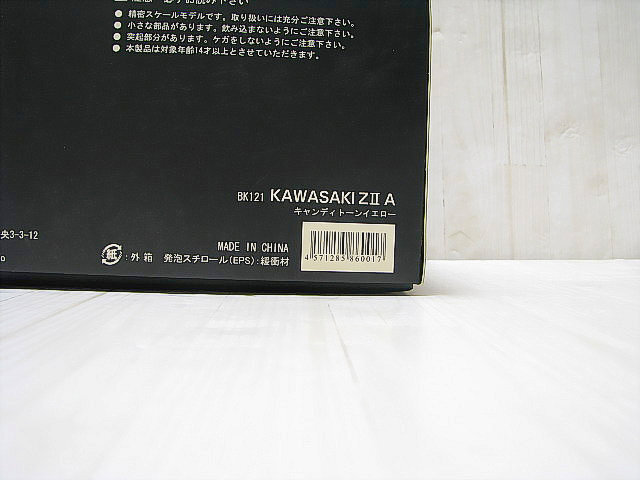 ● 精密スケールモデルです。取り扱いには充分ご注意下さい。
● 小さな部品があります。飲み込まないようにご注意下さい。
● 突起部分があります。ケガをしないようにご注意下さい。
● 本製品は対象年齢14才以上とさせていただきます。
BK121 KAWASAKI ZⅡ A
キャンディトーンイエロー
央3-3-12
MADE IN CHINA
紙 :外箱 発泡スチロール(EPS):緩衝材
4 571285 860017